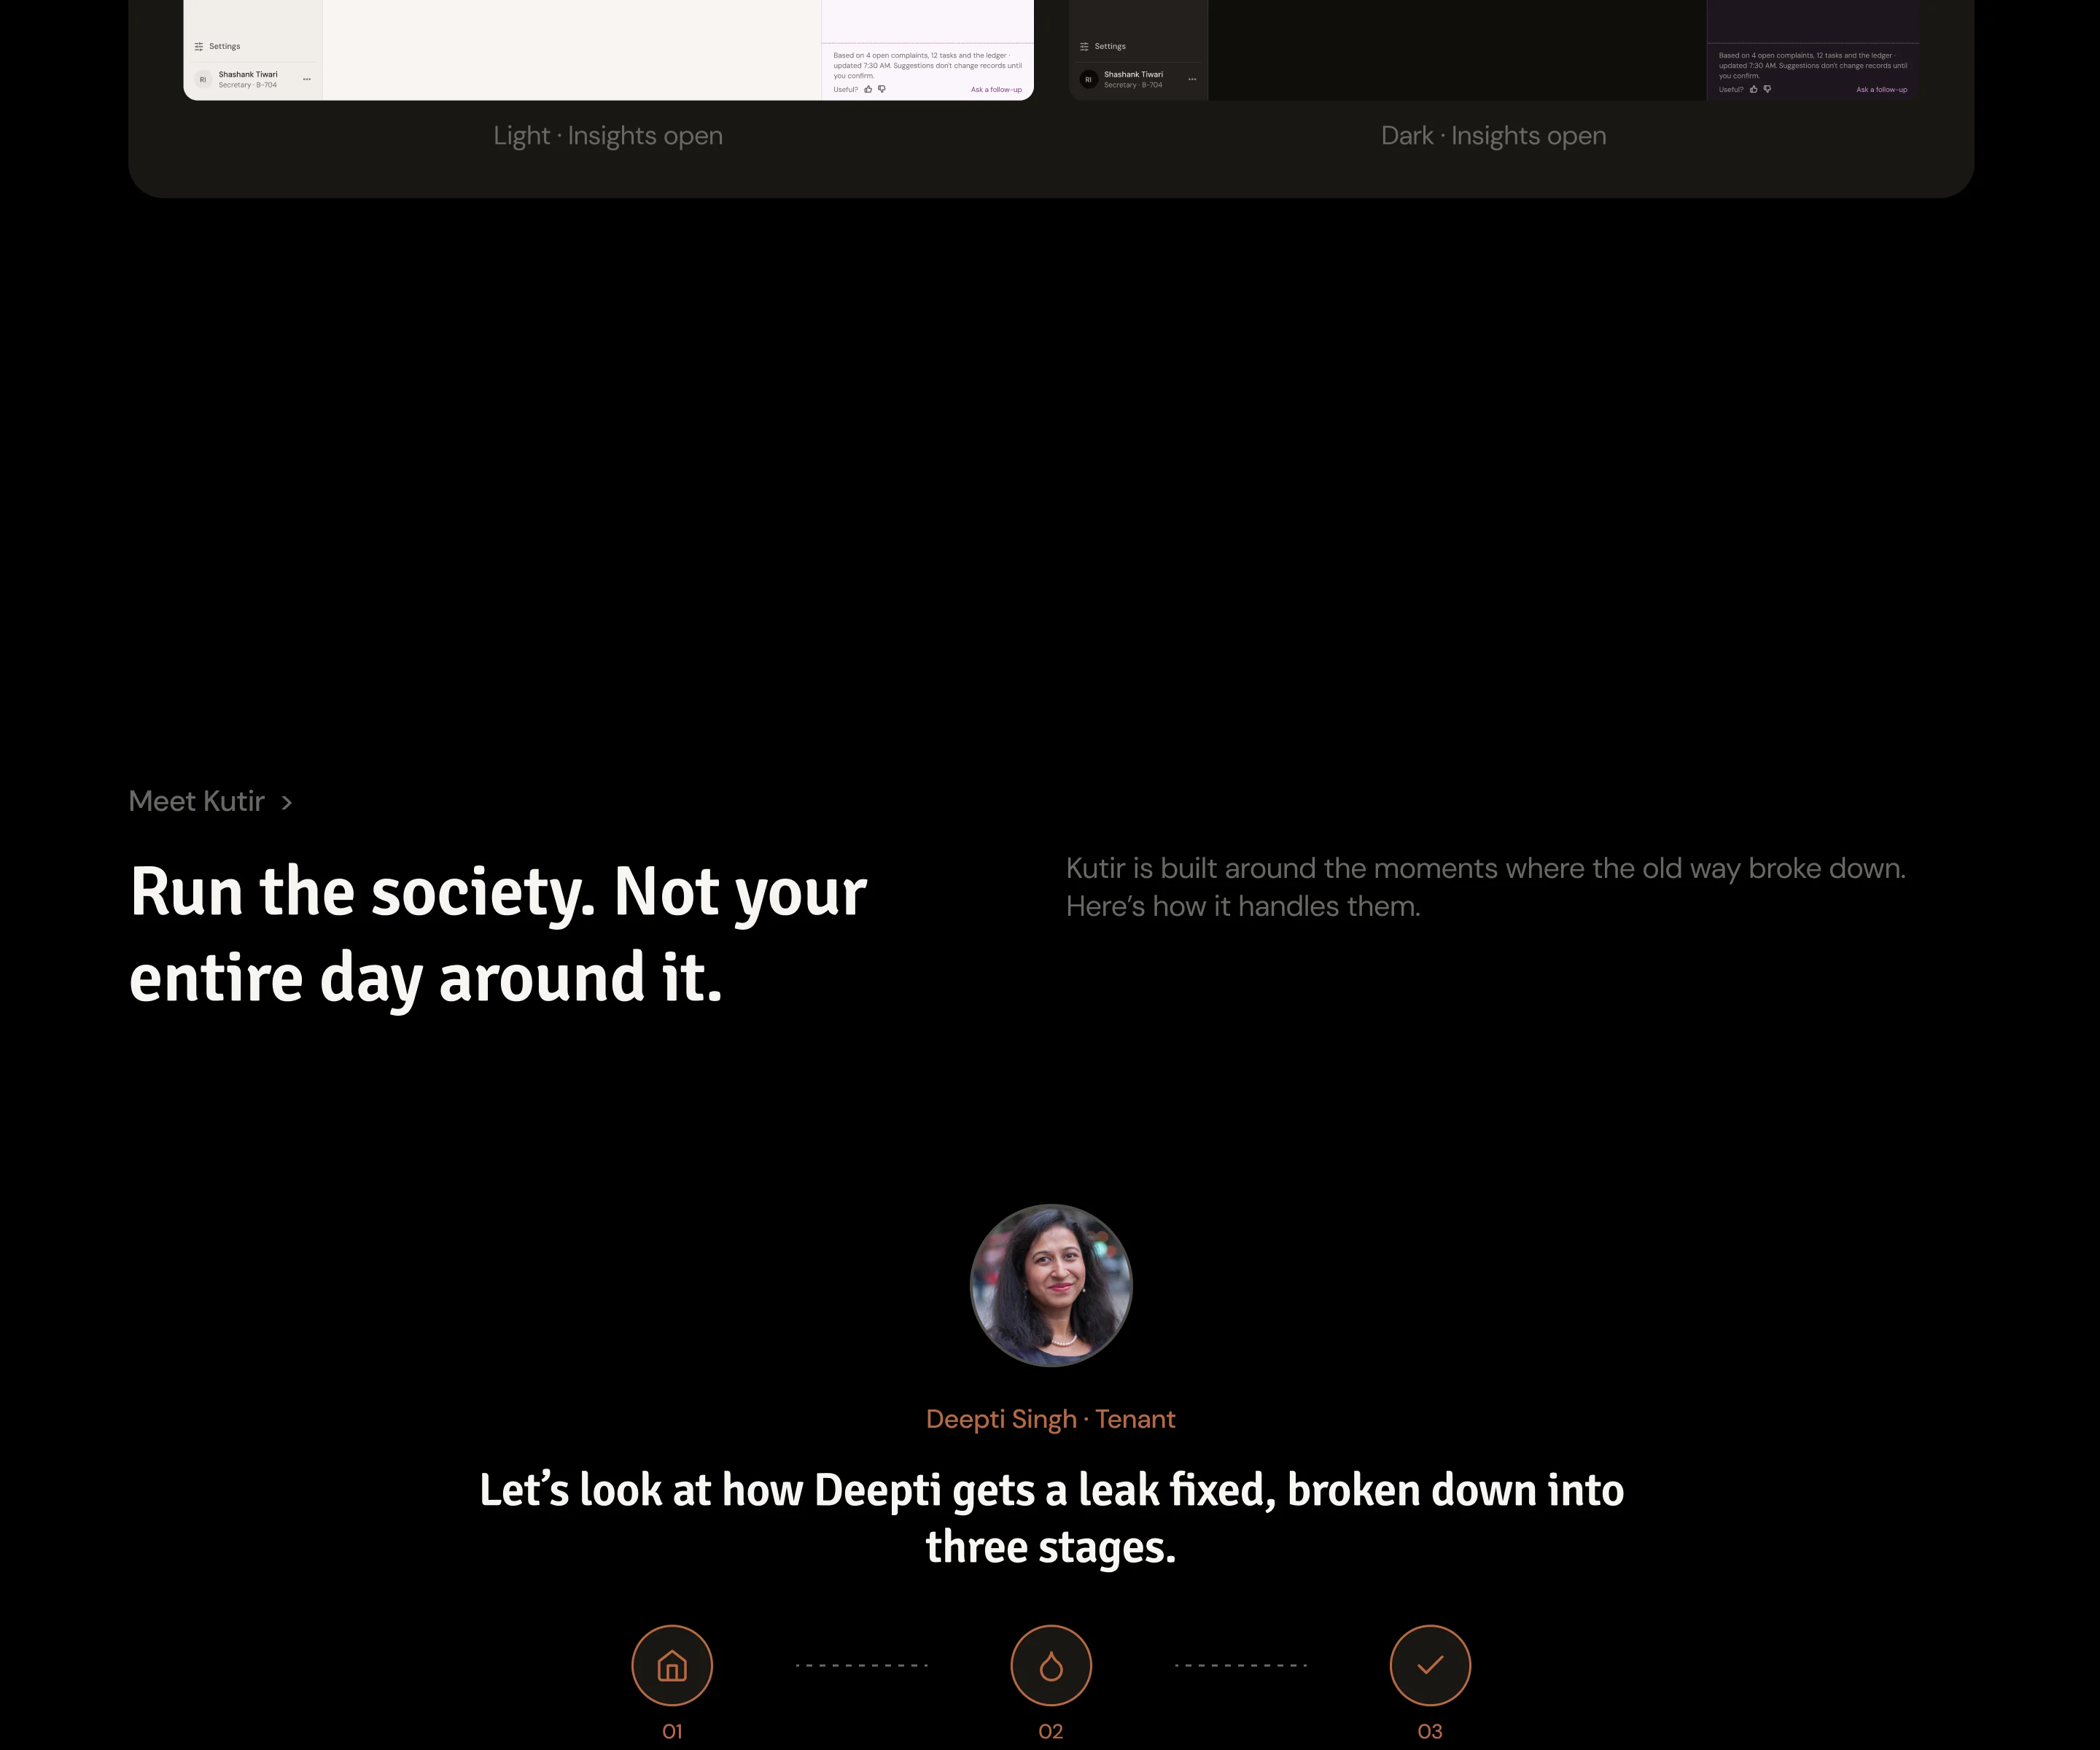 Settings
RI
Shashank Tiwari
Secretary · B-704
Based on 4 open complaints, 12 tasks and the ledger ·
updated 7:30 AM. Suggestions don't change records until
you confirm.
Useful?
Ask a follow-up
Light · Insights open
Settings
RI
Shashank Tiwari
Secretary · B-704
Based on 4 open complaints, 12 tasks and the ledger ·
updated 7:30 AM. Suggestions don't change records until
you confirm.
Useful?
Ask a follow-up
Dark · Insights open
Meet Kutir >
Run the society. Not your
entire day around it.
Kutir is built around the moments where the old way broke down.
Here’s how it handles them.
Deepti Singh · Tenant
Let’s look at how Deepti gets a leak fixed, broken down into
three stages.
01
02
03